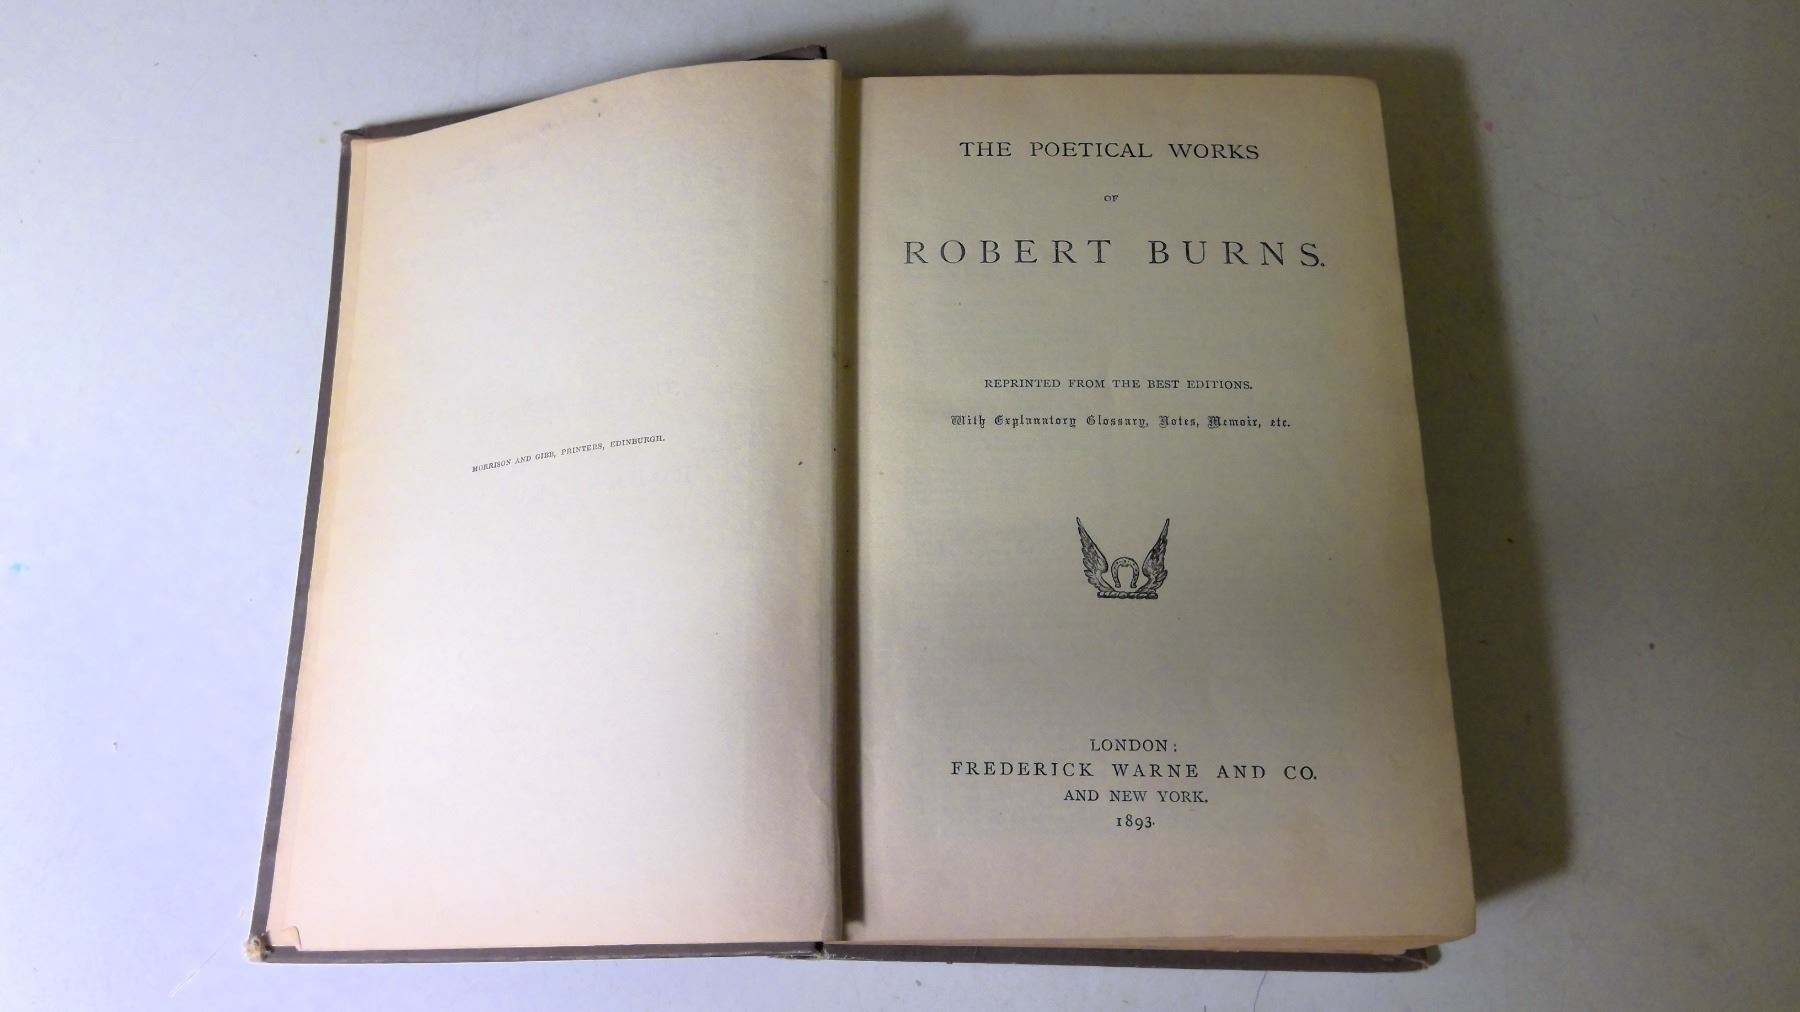 MORRISON AND GIBB, PRINTERS, EDINBURGH.
THE POETICAL WORKS
OF
ROBERT BURNS.
REPRINTED FROM THE BEST EDITIONS.
With Explanatory Glossary, Notes, Memoir, etc.
LONDON:
FREDERICK WARNE AND CO.
AND NEW YORK.
1893.